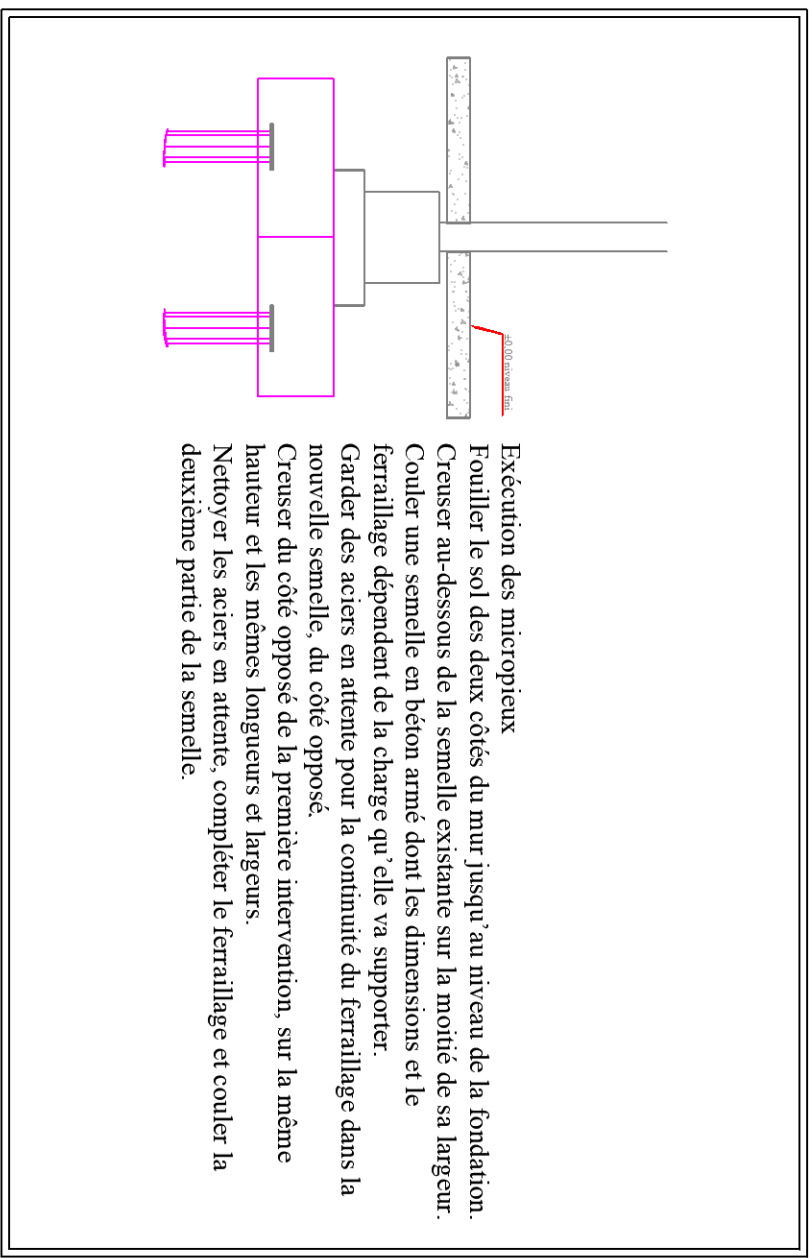 ±0.00 niveau fini
Exécution des micropieux
Fouiller le sol des deux côtés du mur jusqu'au niveau de la fondation.
Creuser au-dessous de la semelle existante sur la moitié de sa largeur.
Couler une semelle en béton armé dont les dimensions et le
ferraillage dépendent de la charge qu'elle va supporter.
Garder des aciers en attente pour la continuité du ferraillage dans la
nouvelle semelle, du côté opposé.
Creuser du côté opposé de la première intervention, sur la même
hauteur et les mêmes longueurs et largeurs.
Nettoyer les aciers en attente, compléter le ferraillage et couler la
deuxième partie de la semelle.